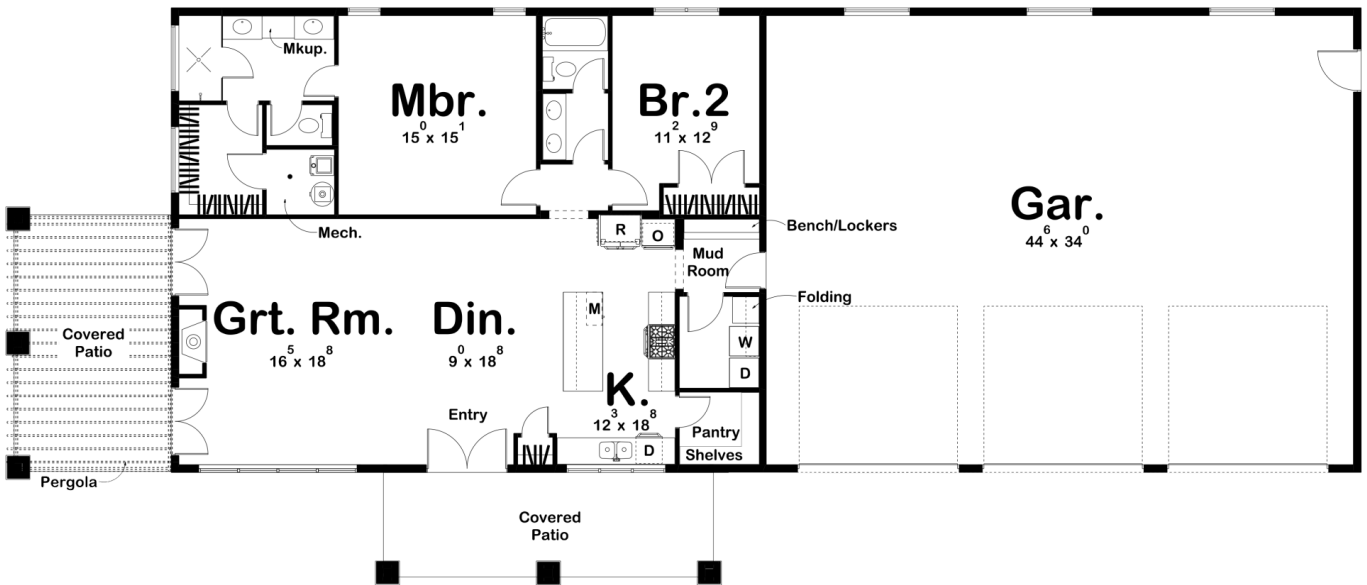 Mkup.
Mbr.
15⁰ x 15¹
Br.2
11² x 12⁹
Gar.
44⁶ x 34⁰
Mech.
R
O
Bench/Lockers
Mud
Room
Folding
Covered
Patio
Grt. Rm.
16⁵ x 18⁸
Din.
9⁰ x 18⁸
M
W
D
K.
12³ x 18⁸
Entry
Pantry
Shelves
D
Pergola
Covered
Patio